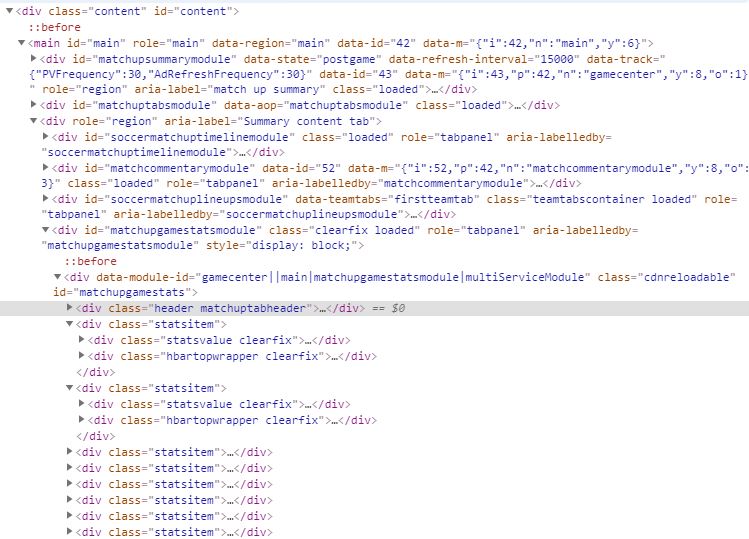 <div class="content" id="content">
::before
<main id="main" role="main" data-region="main" data-id="42" data-m="{"i":42,"n":"main","y":6}">
<div id="matchupsummarymodule" data-state="postgame" data-refresh-interval="15000" data-track="
{"PVFrequency":30,"AdRefreshFrequency":30}" data-id="43" data-m="{"i":43,"p":42,"n":"gamecenter","y":8,"o":1}
" role="region" aria-label="match up summary" class="loaded">…</div>
<div id="matchuptabsmodule" data-aop="matchuptabsmodule" class="loaded">…</div>
<div role="region" aria-label="Summary content tab">
<div id="soccermatchuptimelinemodule" class="loaded" role="tabpanel" aria-labelledby=
"soccermatchuptimelinemodule">…</div>
<div id="matchcommentarymodule" data-id="52" data-m="{"i":52,"p":42,"n":"matchcommentarymodule","y":8,"o":
3}" class="loaded" role="tabpanel" aria-labelledby="matchcommentarymodule">…</div>
<div id="soccermatchuplineupsmodule" data-teamtabs="firstteamtab" class="teamtabscontainer loaded" role=
"tabpanel" aria-labelledby="soccermatchuplineupsmodule">…</div>
<div id="matchupgamestatsmodule" class="clearfix loaded" role="tabpanel" aria-labelledby=
"matchupgamestatsmodule" style="display: block;">
::before
<div data-module-id="gamecenter||main|matchupgamestatsmodule|multiServiceModule" class="cdnreloadable"
id="matchupgamestats">
<div class="header matchuptabheader">…</div> == $0
<div class="statsitem">
<div class="statsvalue clearfix">…</div>
<div class="hbartopwrapper clearfix">…</div>
</div>
<div class="statsitem">
<div class="statsvalue clearfix">…</div>
<div class="hbartopwrapper clearfix">…</div>
</div>
<div class="statsitem">…</div>
<div class="statsitem">…</div>
<div class="statsitem">…</div>
<div class="statsitem">…</div>
<div class="statsitem">…</div>
<div class="statsitem">…</div>